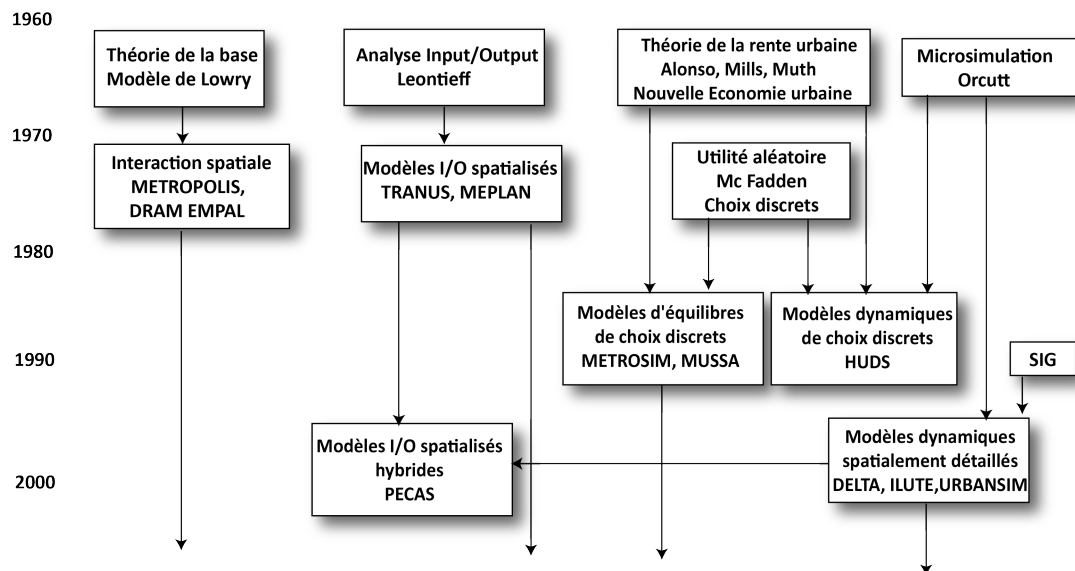 1960
Théorie de la base
Modèle de Lowry
Analyse Input/Output
Leontieff
Théorie de la rente urbaine
Alonso, Mills, Muth
Nouvelle Economie urbaine
Microsimulation
Orcutt
1970
Interaction spatiale
METROPOLIS,
DRAM EMPAL
Modèles I/O spatialisés
TRANUS, MEPLAN
Utilité aléatoire
Mc Fadden
Choix discrets
1980
Modèles d'équilibres
de choix discrets
METROSIM, MUSSA
Modèles dynamiques
de choix discrets
HUDS
1990
SIG
Modèles I/O spatialisés
hybrides
PECAS
Modèles dynamiques
spatialement détaillés
DELTA, ILUTE,URBANSIM
2000